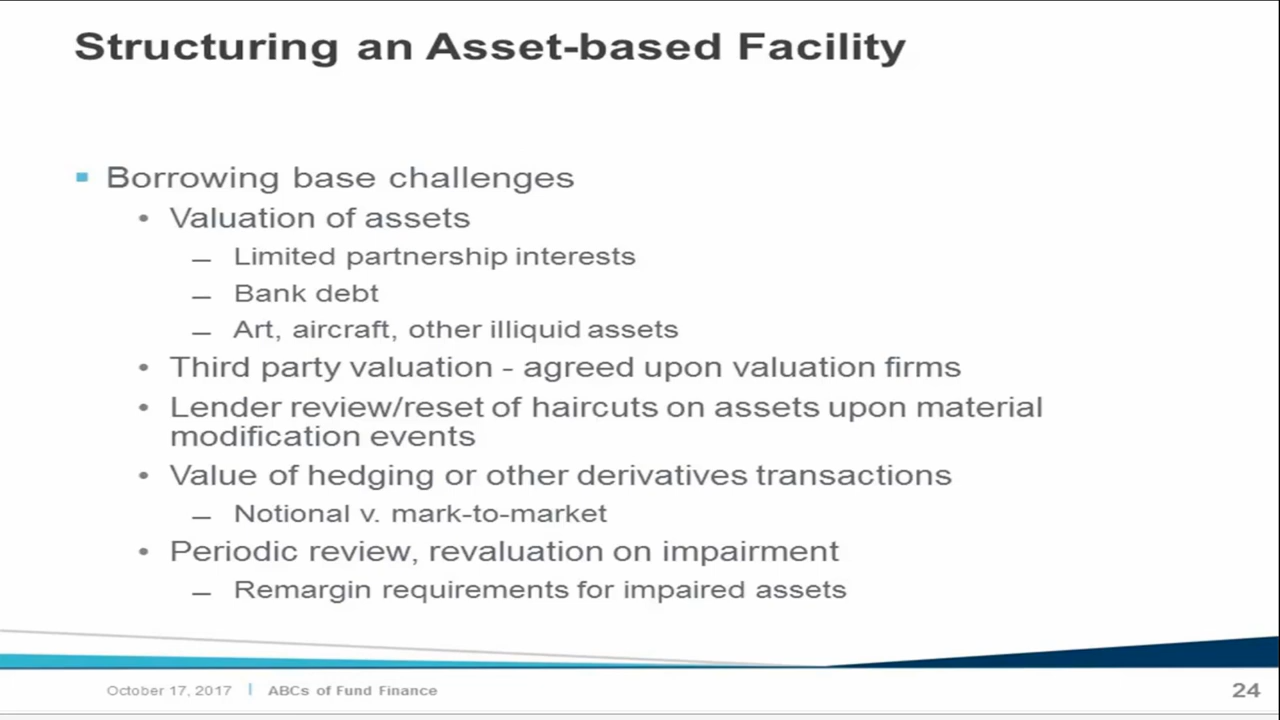 Structuring an Asset-based Facility
▪ Borrowing base challenges
• Valuation of assets
– Limited partnership interests
– Bank debt
– Art, aircraft, other illiquid assets
• Third party valuation - agreed upon valuation firms
• Lender review/reset of haircuts on assets upon material
modification events
• Value of hedging or other derivatives transactions
– Notional v. mark-to-market
• Periodic review, revaluation on impairment
– Remargin requirements for impaired assets
October 17, 2017 | ABCs of Fund Finance 24